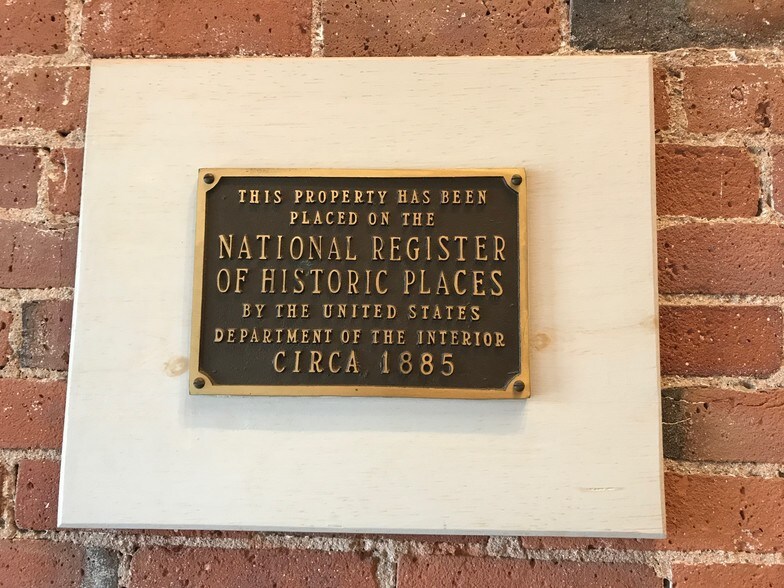 THIS PROPERTY HAS BEEN
PLACED ON THE
NATIONAL REGISTER
OF HISTORIC PLACES
BY THE UNITED STATES
DEPARTMENT OF THE INTERIOR
CIRCA 1885